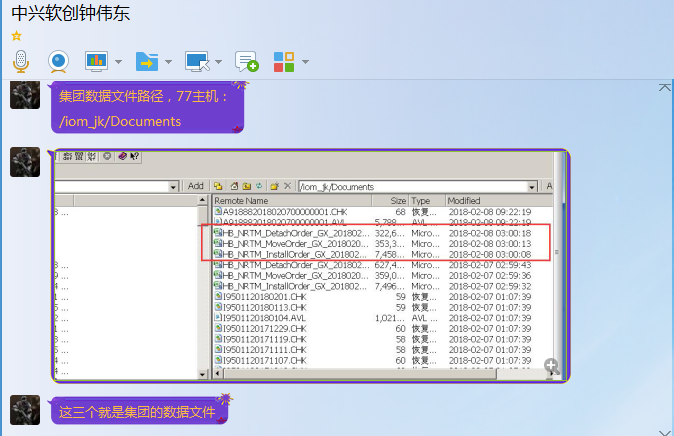 中兴软创钟伟东
集团数据文件路径，77主机：
/iom_jk/Documents
Add /iom_jk/Documents A
Remote Name Size Type Modified
A918882018020700000001.CHK 68 恢复... 2018-02-08 09:22:19
A918882018020700000001.AVL 5,788... AVL ... 2018-02-08 09:22:19
HB_NRTM_DetachOrder_GX_201802... 322,6... Micro... 2018-02-08 03:00:18
HB_NRTM_MoveOrder_GX_2018020... 353,3... Micro... 2018-02-08 03:00:13
HB_NRTM_InstallOrder_GX_201802... 7,458... Micro... 2018-02-08 03:00:08
HB_NRTM_DetachOrder_GX_201802... 627,4... Micro... 2018-02-07 02:59:43
HB_NRTM_MoveOrder_GX_2018020... 359,0... Micro... 2018-02-07 02:59:36
HB_NRTM_InstallOrder_GX_201802... 7,496... Micro... 2018-02-07 02:59:32
I9501120180201.CHK 59 恢复... 2018-02-07 01:07:39
I9501120180113.CHK 59 恢复... 2018-02-07 01:07:39
I9501120180104.AVL 1,021... AVL ... 2018-02-07 01:07:39
I9501120171229.CHK 60 恢复... 2018-02-07 01:07:39
I9501120171119.CHK 58 恢复... 2018-02-07 01:07:39
I9501120171111.CHK 58 恢复... 2018-02-07 01:07:39
I9501120171107.CHK 60 恢复... 2018-02-07 01:07:39
这三个就是集团的数据文件